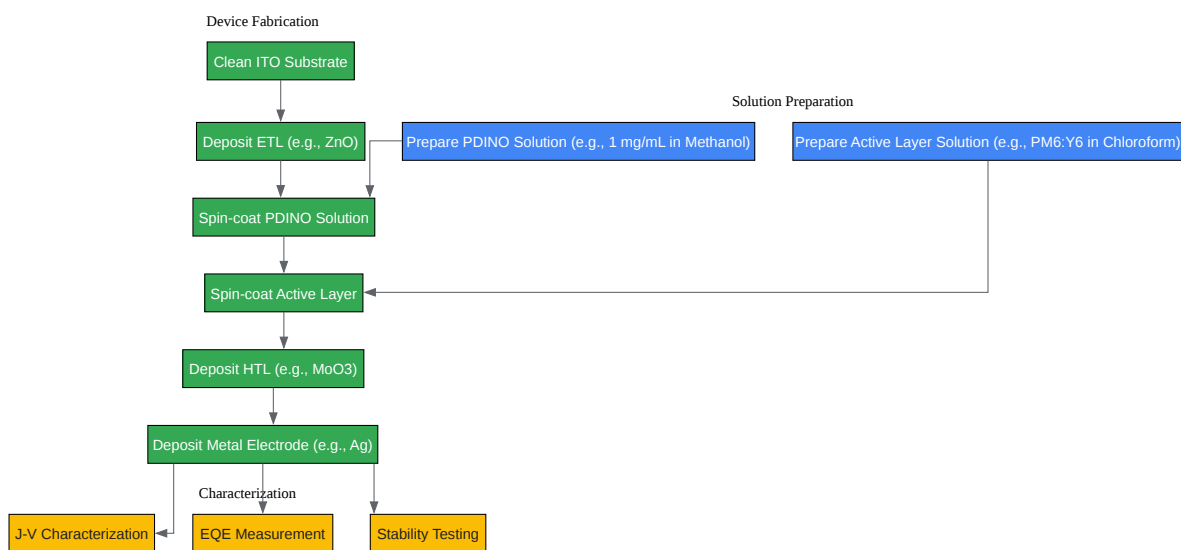 Device Fabrication
Clean ITO Substrate
Solution Preparation
Deposit ETL (e.g., ZnO)
Prepare PDINO Solution (e.g., 1 mg/mL in Methanol)
Prepare Active Layer Solution (e.g., PM6:Y6 in Chloroform)
Spin-coat PDINO Solution
Spin-coat Active Layer
Deposit HTL (e.g., MoO3)
Deposit Metal Electrode (e.g., Ag)
Characterization
J-V Characterization
EQE Measurement
Stability Testing